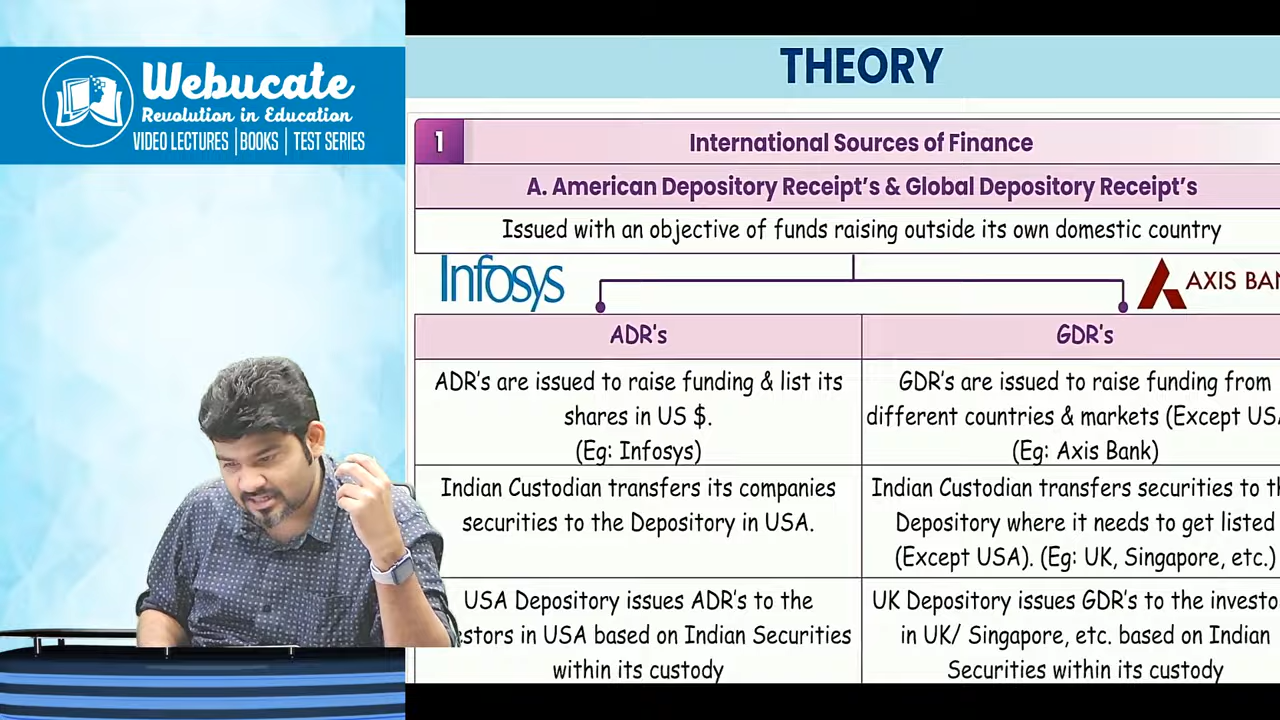 Webucate
Revolution in Education
VIDEO LECTURES | BOOKS | TEST SERIES
THEORY
1
International Sources of Finance
A. American Depository Receipt's & Global Depository Receipt's
Issued with an objective of funds raising outside its own domestic country
Infosys
AXIS BAN
ADR's
ADR's are issued to raise funding & list its
shares in US $.
(Eg: Infosys)
Indian Custodian transfers its companies
securities to the Depository in USA.
USA Depository issues ADR's to the
estors in USA based on Indian Securities
within its custody
GDR's
GDR's are issued to raise funding from
different countries & markets (Except USA
(Eg: Axis Bank)
Indian Custodian transfers securities to th
Depository where it needs to get listed
(Except USA). (Eg: UK, Singapore, etc.)
UK Depository issues GDR's to the investo
in UK/ Singapore, etc. based on Indian
Securities within its custody